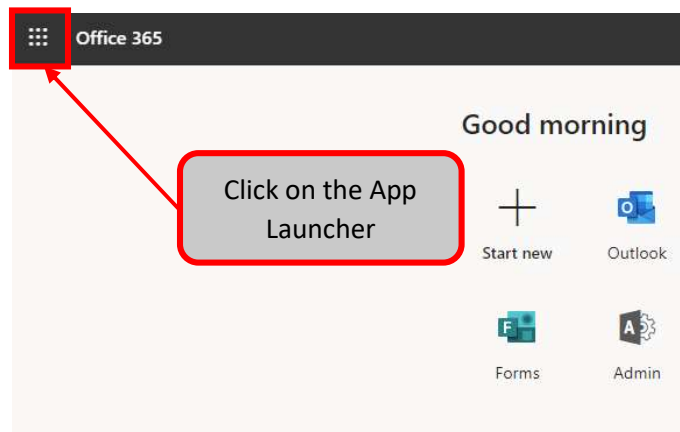 Office 365
Good morning
Click on the App
Launcher
Start new
Outlook
Forms
Admin